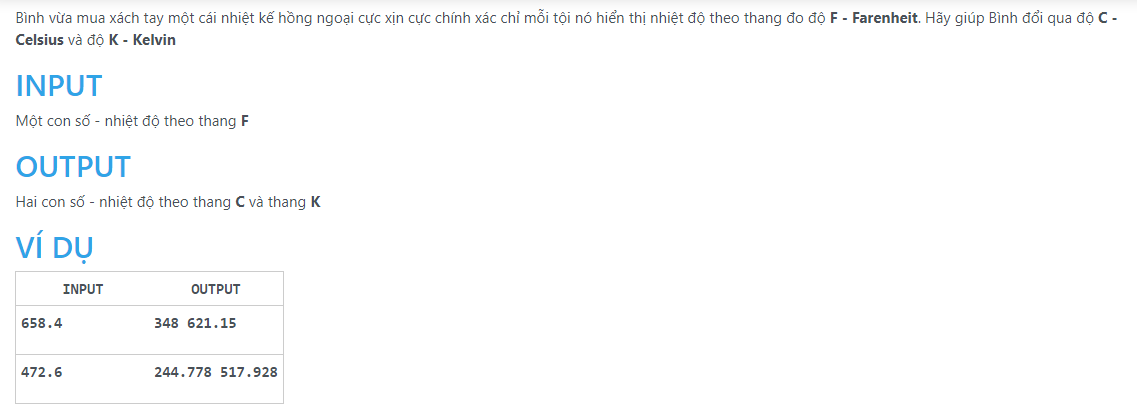 Bình vừa mua xách tay một cái nhiệt kế hồng ngoại cực xịn cực chính xác chỉ mỗi tội nó hiển thị nhiệt độ theo thang đo độ F - Farenheit. Hãy giúp Bình đổi qua độ C -
Celsius và độ K - Kelvin
INPUT
Một con số - nhiệt độ theo thang F
OUTPUT
Hai con số - nhiệt độ theo thang C và thang K
VÍ DỤ
INPUT OUTPUT
658.4 348 621.15
472.6 244.778 517.928